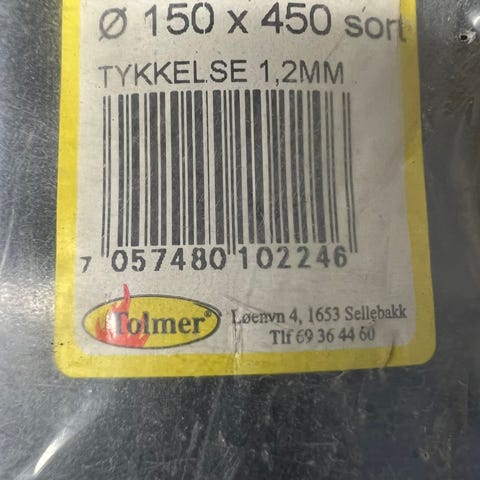 Ø 150 x 450 sort
TYKKELSE 1,2MM
7 057480 102246
Tolmer®
Løenvn 4, 1653 Sellebakk
Tlf 69 36 44 60